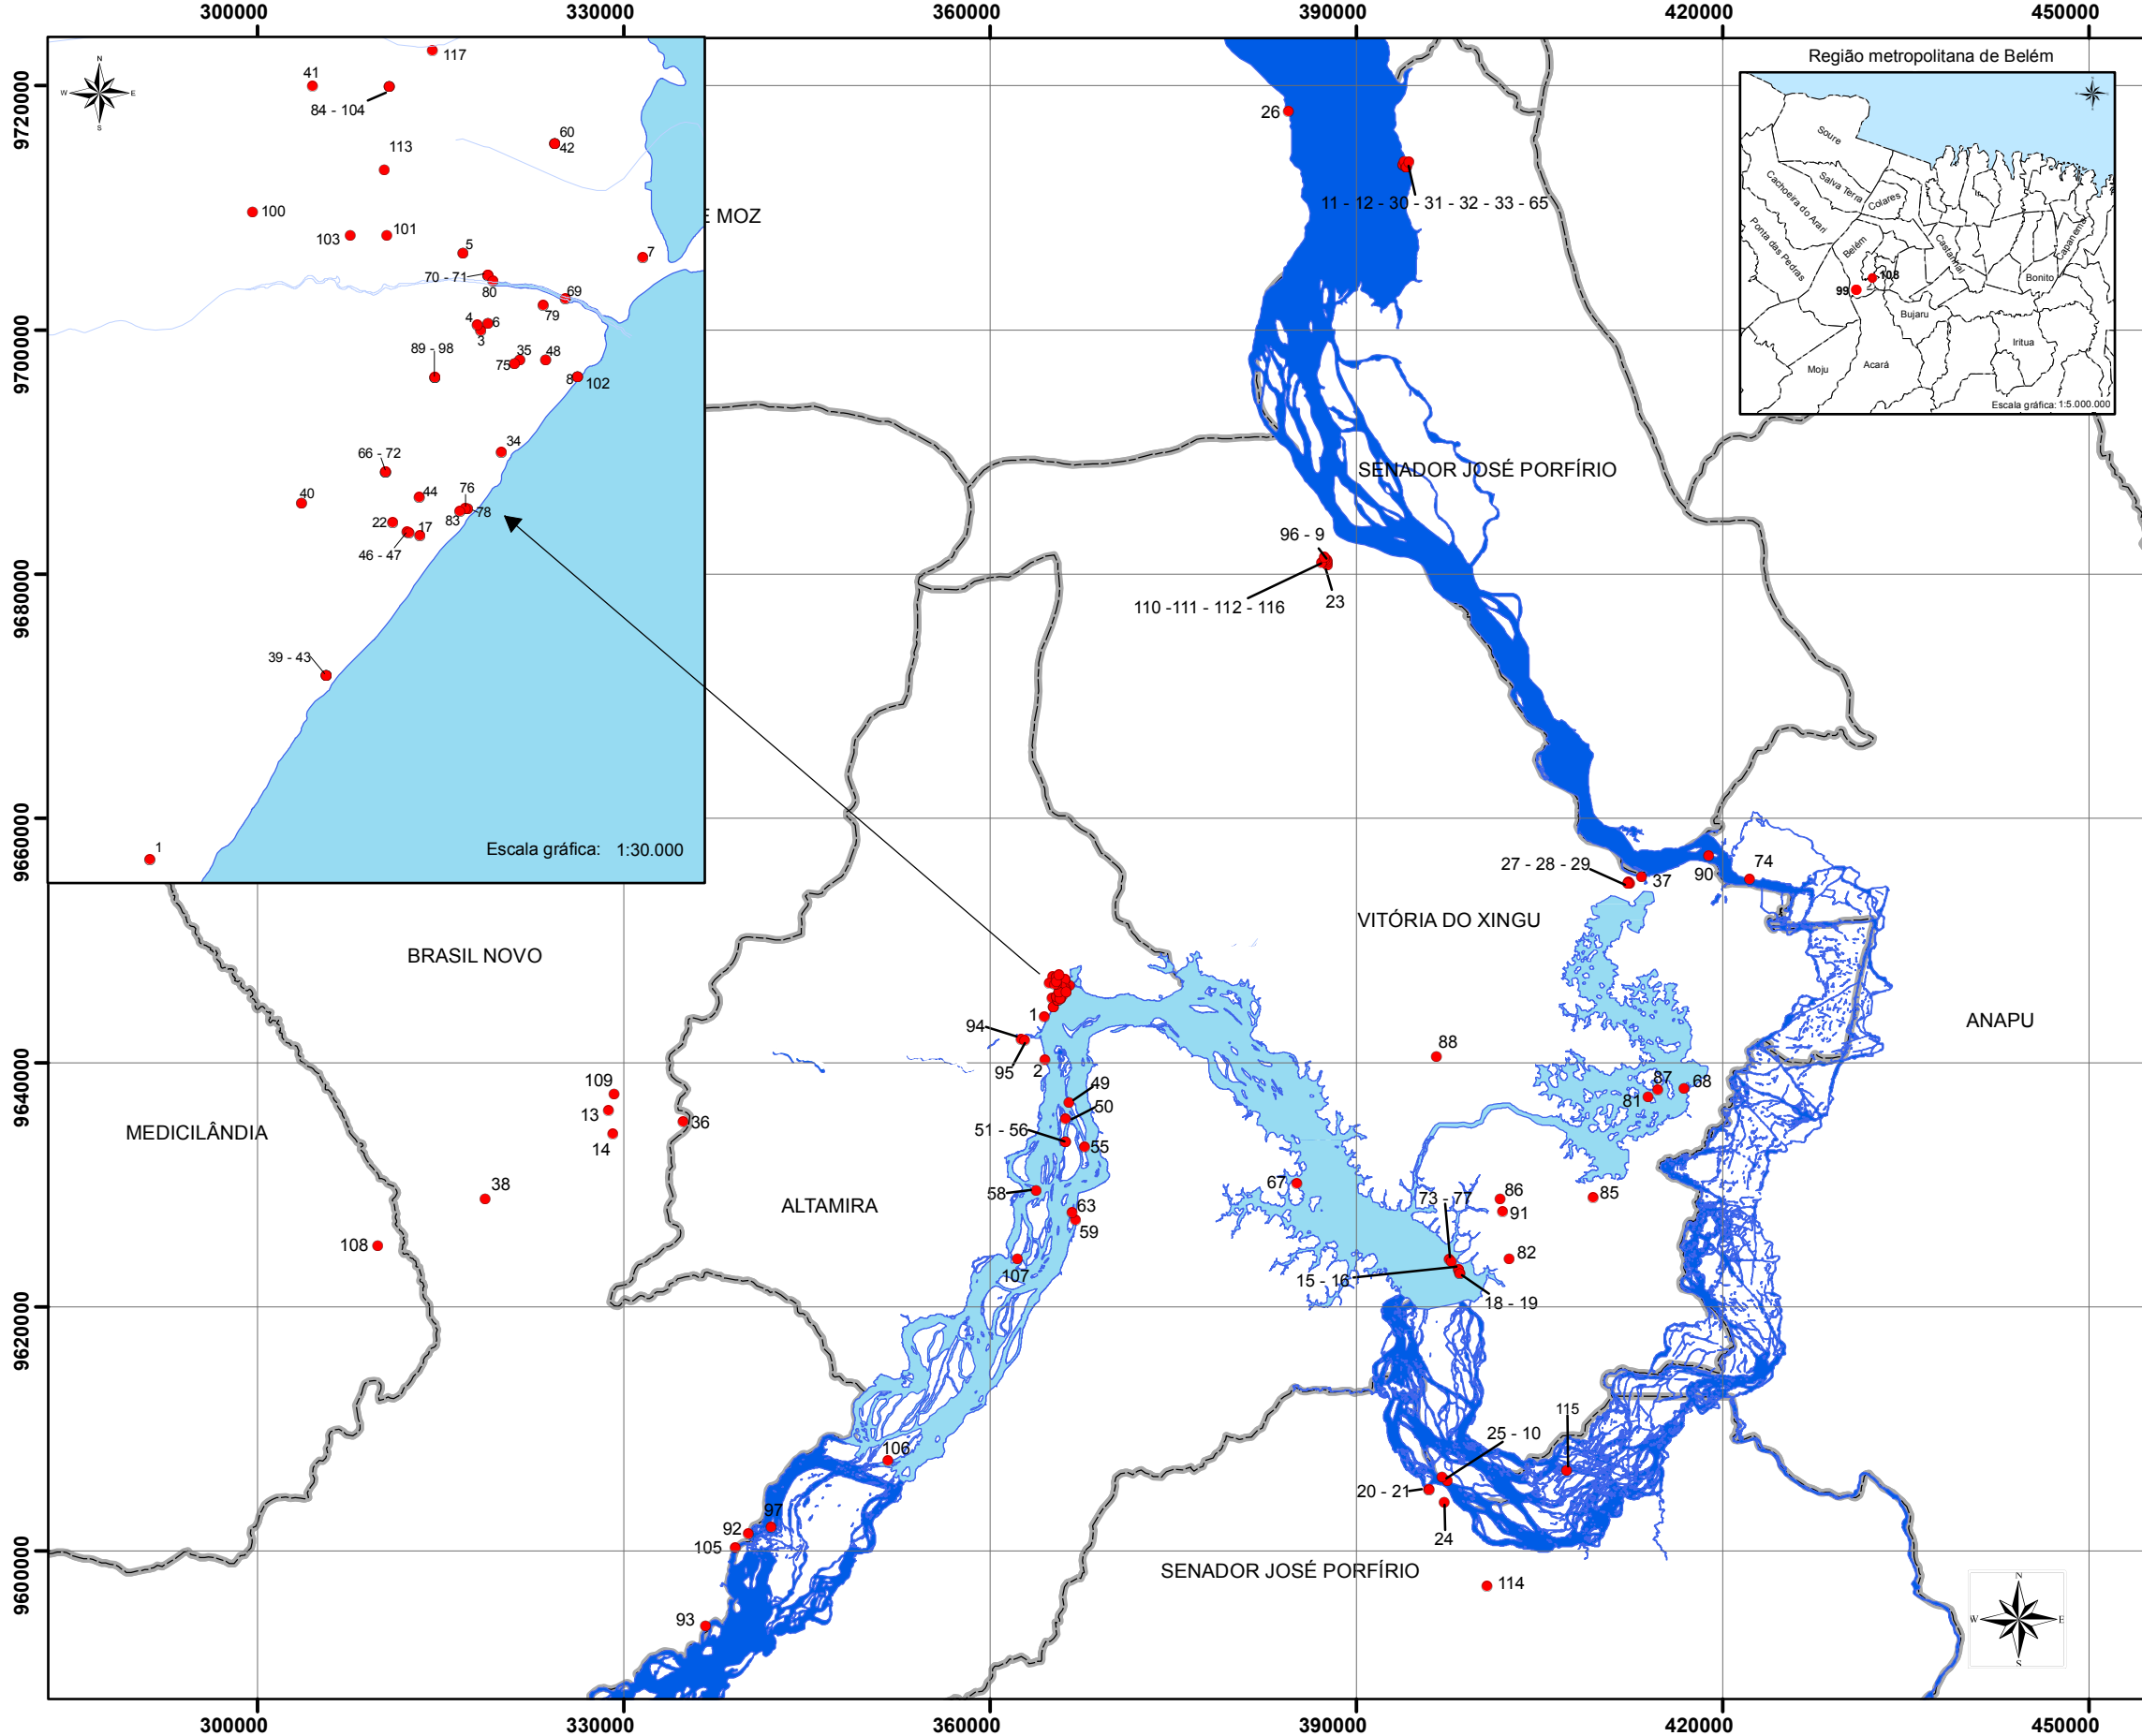 300000
330000
360000
390000
420000
450000
9720000
9700000
9680000
9660000
9640000
9620000
9600000
N
W
E
S
117
41
84 - 104
60
42
113
100
103
101
5
7
70 - 71
80
69
79
4
6
3
89 - 98
35
48
75
8
102
34
66 - 72
40
44
76
78
83
22
17
46 - 47
39 - 43
1
Escala gráfica: 1:30.000
E MOZ
26
11 - 12 - 30 - 31 - 32 - 33 - 65
Região metropolitana de Belém
Soure
Salva Terra
Cachoeira do Arari
Colares
Ponta das Pedras
Belém
Castanhal
Capanema
Bonito
108
99
Bujaru
Iritua
Moju
Acará
Escala gráfica: 1:5.000.000
SENADOR JOSÉ PORFÍRIO
96 - 9
110 -111 - 112 - 116
23
27 - 28 - 29
37
90
74
VITÓRIA DO XINGU
BRASIL NOVO
ANAPU
1
94
95
2
88
87
68
81
49
50
51 - 56
55
109
13
14
36
MEDICILÂNDIA
38
108
ALTAMIRA
58
63
59
107
67
73 - 77
86
91
85
82
15 - 16
18 - 19
106
115
25 - 10
20 - 21
24
97
92
105
93
SENADOR JOSÉ PORFÍRIO
114
N
W
E
S
300000
330000
360000
390000
420000
450000